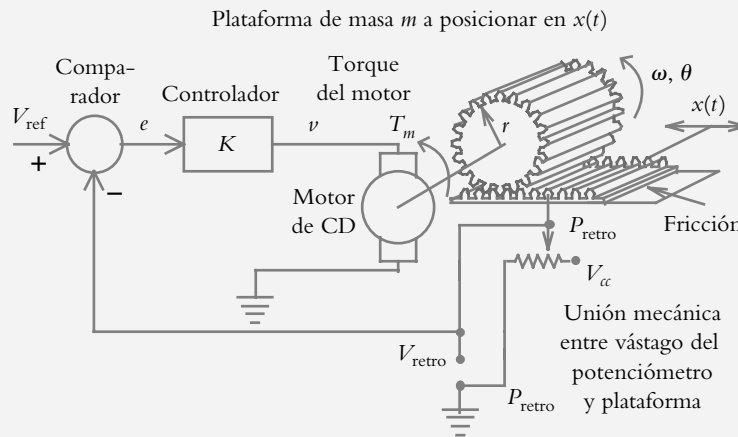 Plataforma de masa m a posicionar en x(t)
Compa-
rador
Controlador
Torque
del motor
ω, θ
x(t)
V_ref
e
v
T_m
r
+
K
−
Motor
de CD
P_retro
Fricción
V_cc
V_retro
P_retro
Unión mecánica
entre vástago del
potenciómetro
y plataforma